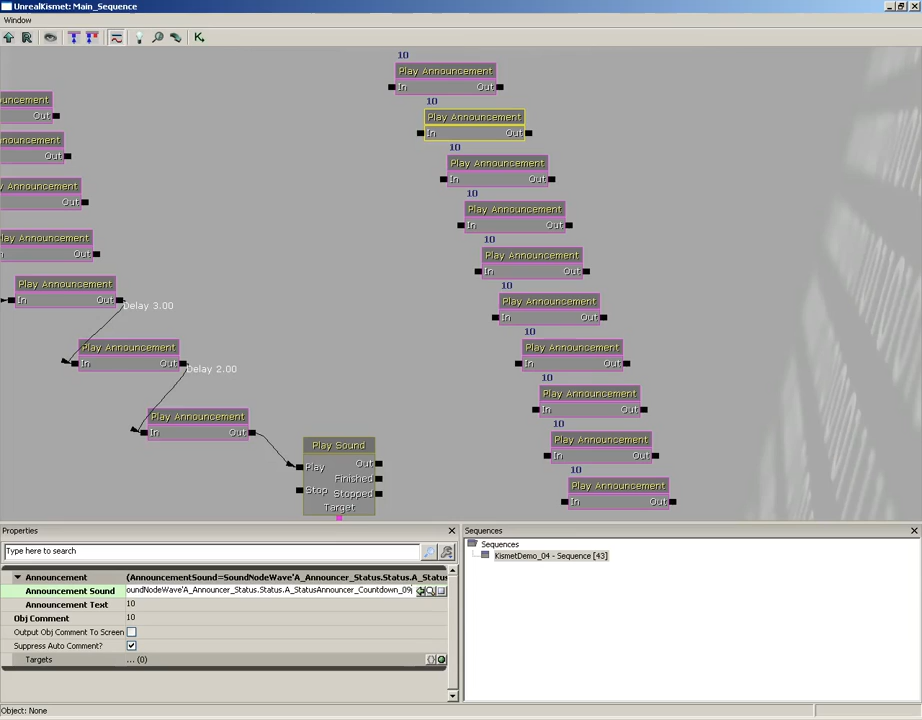 UnrealKismet: Main_Sequence
Window
10
Play Announcement
In Out
10
Play Announcement
In Out
10
Play Announcement
In Out
10
Play Announcement
In Out
10
Play Announcement
In Out
10
Play Announcement
In Out
10
Play Announcement
In Out
10
Play Announcement
In Out
10
Play Announcement
In Out
10
Play Announcement
In Out
uncement
Out
nnouncement
Out
y Announcement
Out
lay Announcement
Out
Play Announcement
In Out
Delay 3.00
Play Announcement
In Out
Delay 2.00
Play Announcement
In Out
Play Sound
Play Out
Finished
Stop Stopped
Target
Properties
Type here to search
Announcement (AnnouncementSound=SoundNodeWave'A_Announcer_Status.Status.A_Status
Announcement Sound oundNodeWave'A_Announcer_Status.Status.A_StatusAnnouncer_Countdown_09
Announcement Text 10
Obj Comment 10
Output Obj Comment To Screen
Suppress Auto Comment?
Targets ... (0)
Sequences
Sequences
KismetDemo_04 - Sequence [43]
Object: None